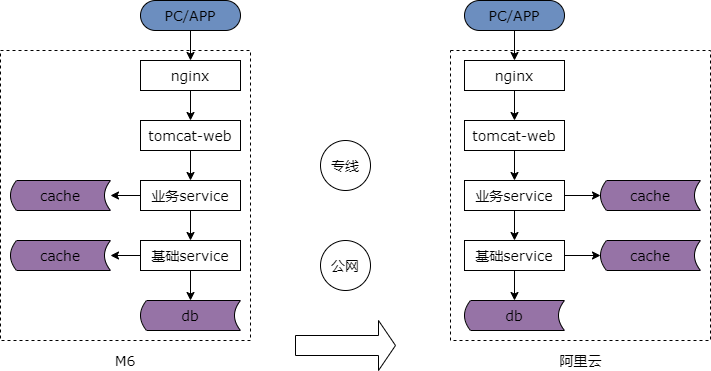 PC/APP
nginx
tomcat-web
cache
业务service
cache
基础service
db
M6
专线
公网
PC/APP
nginx
tomcat-web
业务service
cache
基础service
cache
db
阿里云